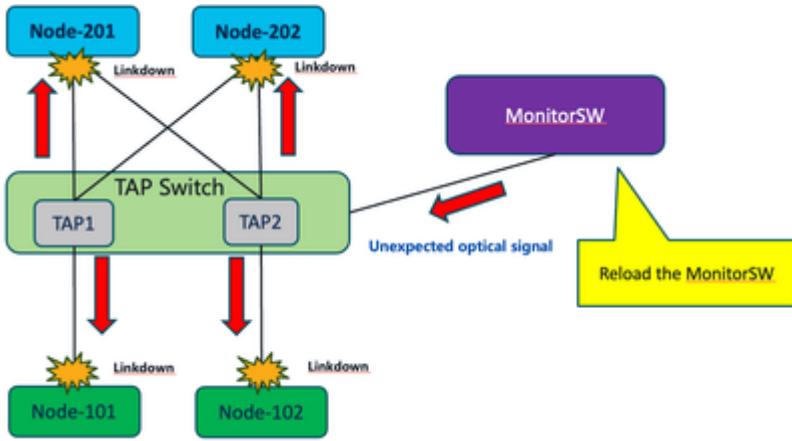 Node-201
Node-202
Linkdown
Linkdown
MonitorSW
TAP Switch
TAP1
TAP2
Unexpected optical signal
Reload the MonitorSW
Linkdown
Linkdown
Node-101
Node-102